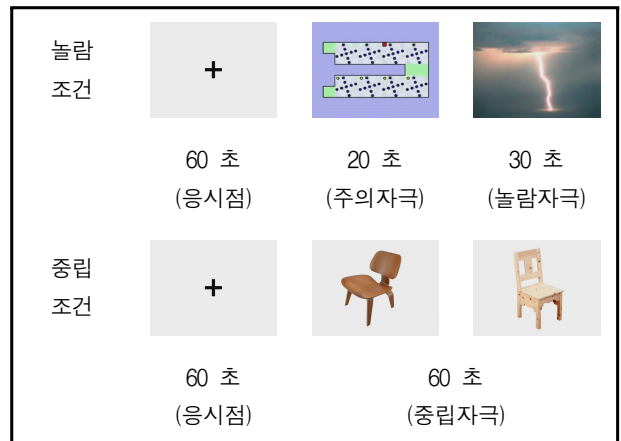 놀람
조건
60 초
20 초
30 초
(응시점)
(주의자극)
(놀람자극)
중립
조건
60 초
60 초
(응시점)
(중립자극)